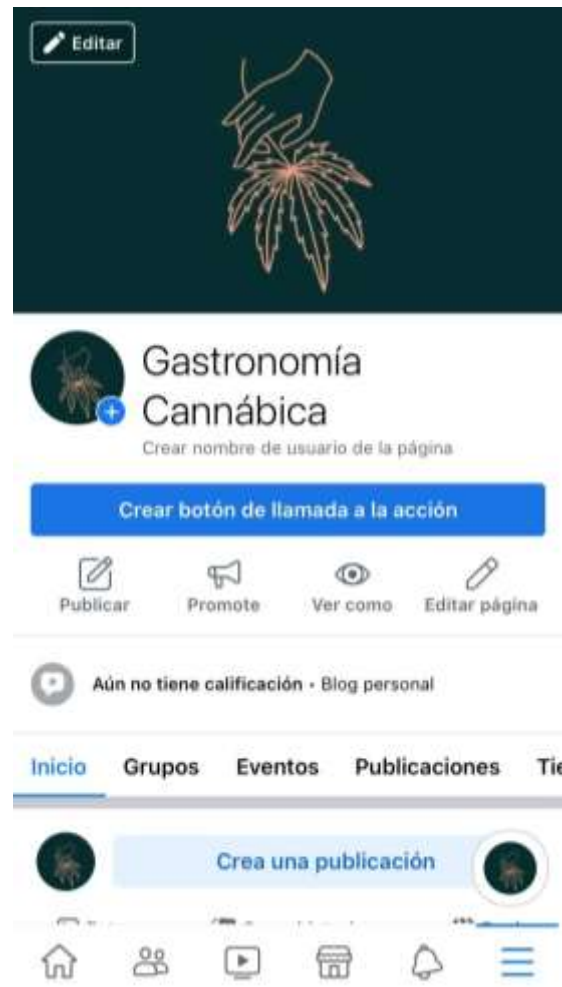 Editar
Gastronomía
Cannábica
Crear nombre de usuario de la página
Crear botón de llamada a la acción
Publicar Promote Ver como Editar página
Aún no tiene calificación · Blog personal
Inicio Grupos Eventos Publicaciones Tie
Crea una publicación